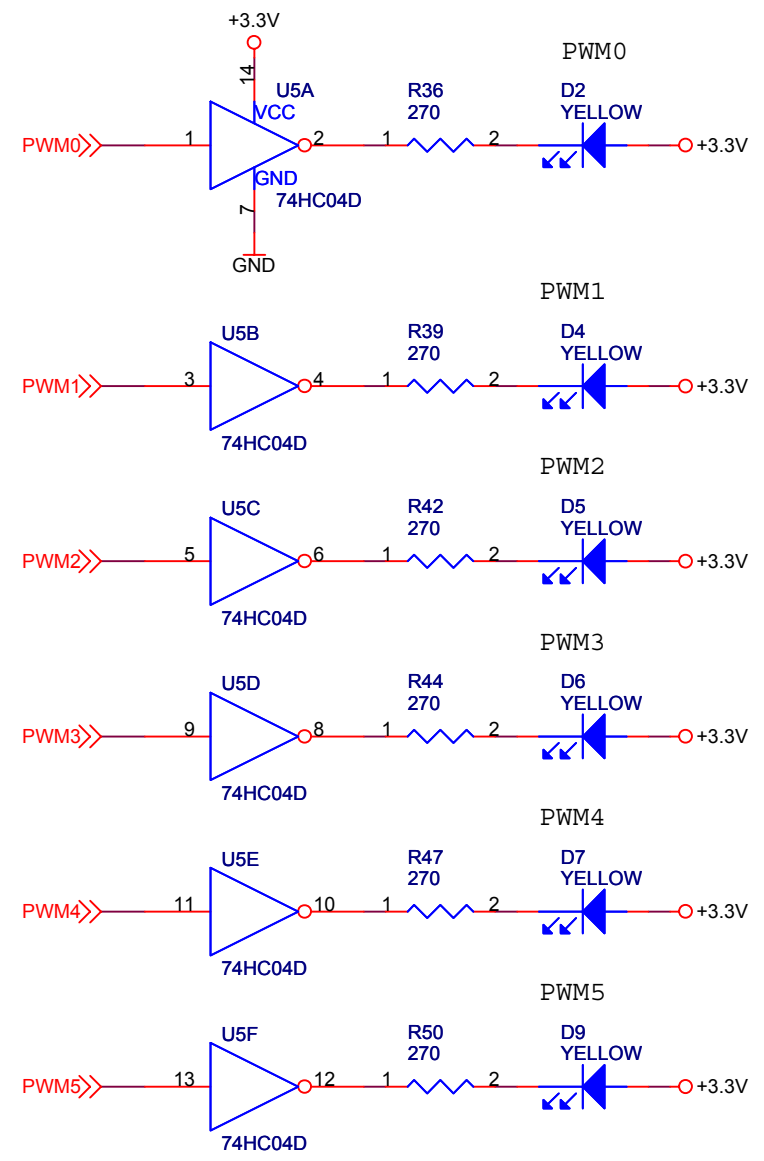 +3.3V
PWM0
14
U5A
R36
D2
VCC
270
YELLOW
PWM0
1
2
1
2
+3.3V
GND
74HC04D
7
GND
PWM1
U5B
R39
D4
270
YELLOW
PWM1
3
4
1
2
+3.3V
74HC04D
PWM2
U5C
R42
D5
270
YELLOW
PWM2
5
6
1
2
+3.3V
74HC04D
PWM3
U5D
R44
D6
270
YELLOW
PWM3
9
8
1
2
+3.3V
74HC04D
PWM4
U5E
R47
D7
270
YELLOW
PWM4
11
10
1
2
+3.3V
74HC04D
PWM5
U5F
R50
D9
270
YELLOW
PWM5
13
12
1
2
+3.3V
74HC04D